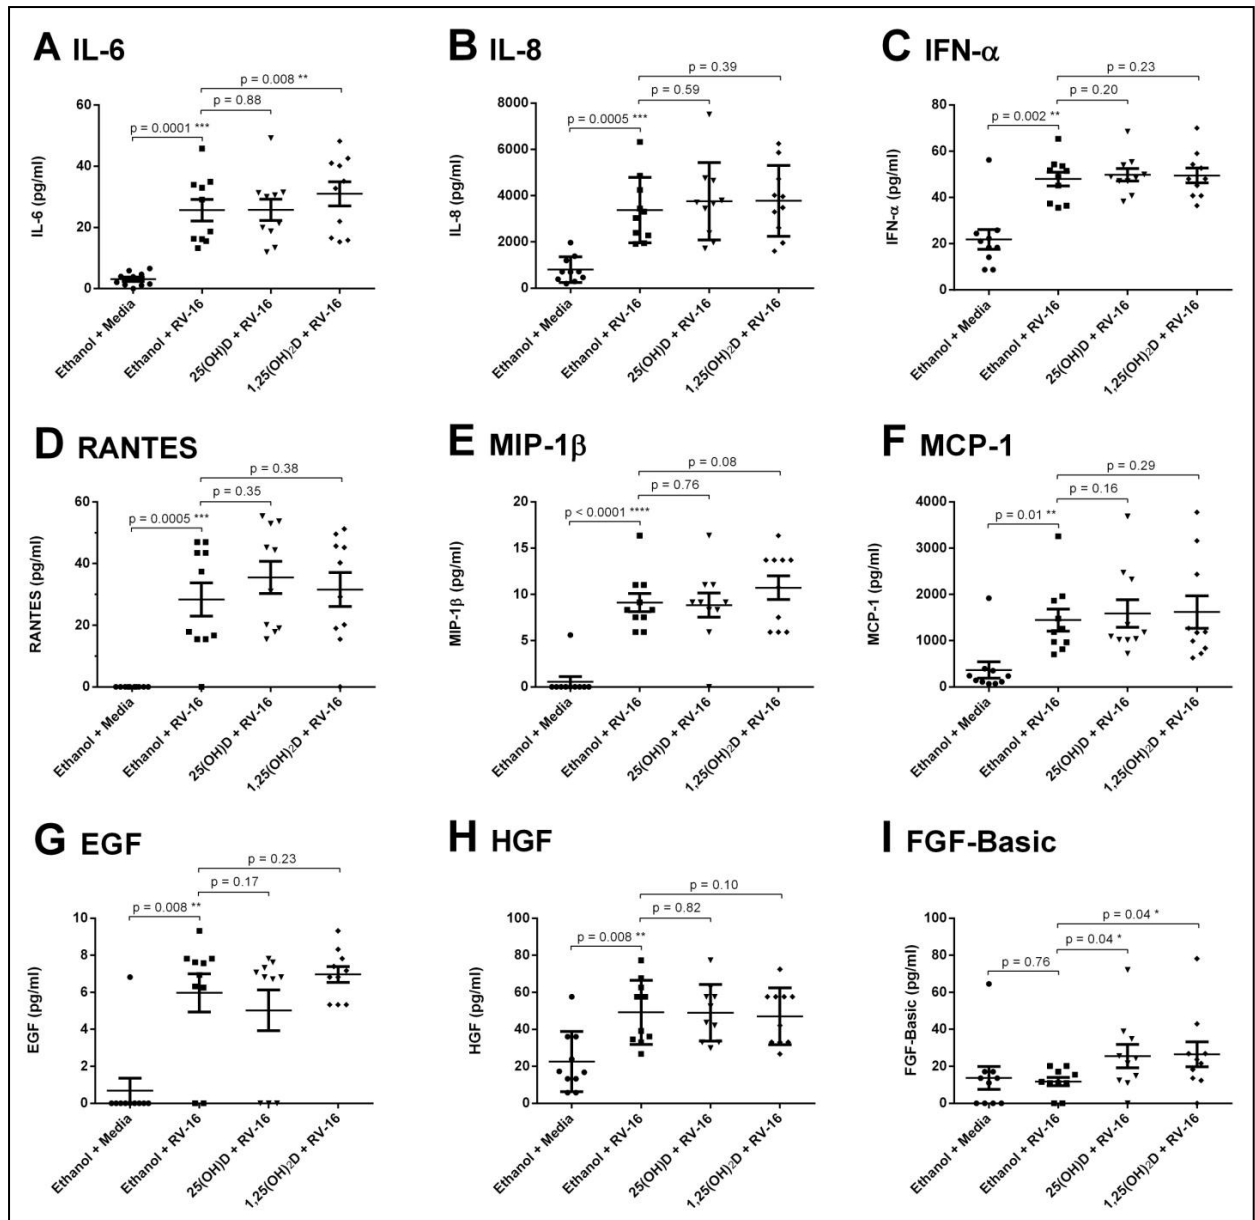 A IL-6
p = 0.008 **
p = 0.88
p = 0.0001 ***
IL-6 (pg/ml)
60
40
20
0
Ethanol + Media
Ethanol + RV-16
25(OH)D + RV-16
1,25(OH)₂D + RV-16
B IL-8
p = 0.39
p = 0.59
p = 0.0005 ***
IL-8 (pg/ml)
8000
6000
4000
2000
0
Ethanol + Media
Ethanol + RV-16
25(OH)D + RV-16
1,25(OH)₂D + RV-16
C IFN-α
p = 0.23
p = 0.20
p = 0.002 **
IFN-α (pg/ml)
80
60
40
20
0
Ethanol + Media
Ethanol + RV-16
25(OH)D + RV-16
1,25(OH)₂D + RV-16
D RANTES
p = 0.38
p = 0.35
p = 0.0005 ***
RANTES (pg/ml)
60
40
20
0
Ethanol + Media
Ethanol + RV-16
25(OH)D + RV-16
1,25(OH)₂D + RV-16
E MIP-1β
p = 0.08
p = 0.76
p < 0.0001 ****
MIP-1β (pg/ml)
20
15
10
5
0
Ethanol + Media
Ethanol + RV-16
25(OH)D + RV-16
1,25(OH)₂D + RV-16
F MCP-1
p = 0.29
p = 0.16
p = 0.01 **
MCP-1 (pg/ml)
4000
3000
2000
1000
0
Ethanol + Media
Ethanol + RV-16
25(OH)D + RV-16
1,25(OH)₂D + RV-16
G EGF
p = 0.23
p = 0.17
p = 0.008 **
EGF (pg/ml)
10
8
6
4
2
0
Ethanol + Media
Ethanol + RV-16
25(OH)D + RV-16
1,25(OH)₂D + RV-16
H HGF
p = 0.10
p = 0.82
p = 0.008 **
HGF (pg/ml)
100
80
60
40
20
0
Ethanol + Media
Ethanol + RV-16
25(OH)D + RV-16
1,25(OH)₂D + RV-16
I FGF-Basic
p = 0.04 *
p = 0.04 *
p = 0.76
FGF-Basic (pg/ml)
100
80
60
40
20
0
Ethanol + Media
Ethanol + RV-16
25(OH)D + RV-16
1,25(OH)₂D + RV-16